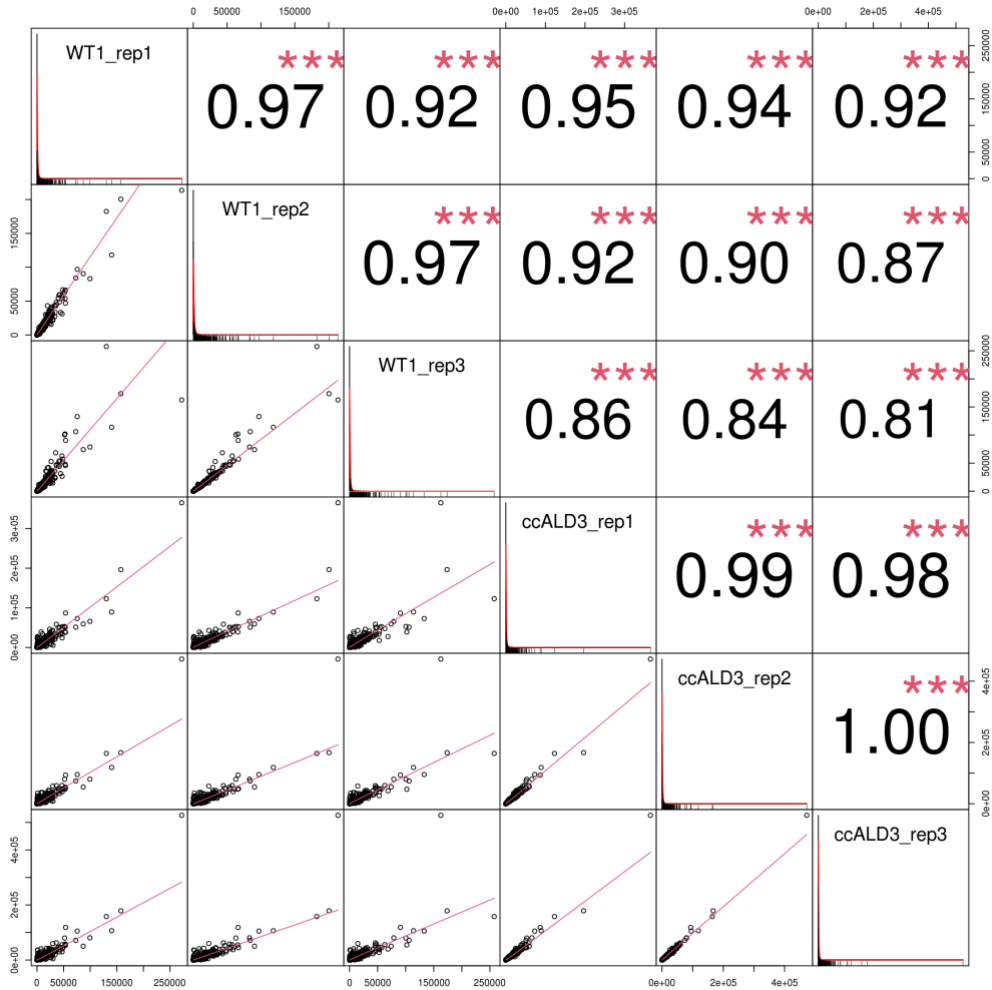 0 50000 150000 0e+00 1e+05 2e+05 3e+05 0e+00 2e+05 4e+05
WT1_rep1 *** 0.97 *** 0.92 *** 0.95 *** 0.94 *** 0.92 0 50000 150000 250000
0 50000 150000 WT1_rep2 *** 0.97 *** 0.92 *** 0.90 *** 0.87
WT1_rep3 *** 0.86 *** 0.84 *** 0.81 0 50000 150000 250000
0e+00 1e+05 2e+05 3e+05 ccALD3_rep1 *** 0.99 *** 0.98
ccALD3_rep2 *** 1.00 0e+00 2e+05 4e+05
0e+00 2e+05 4e+05 ccALD3_rep3
0 50000 150000 250000 0 50000 150000 250000 0e+00 2e+05 4e+05